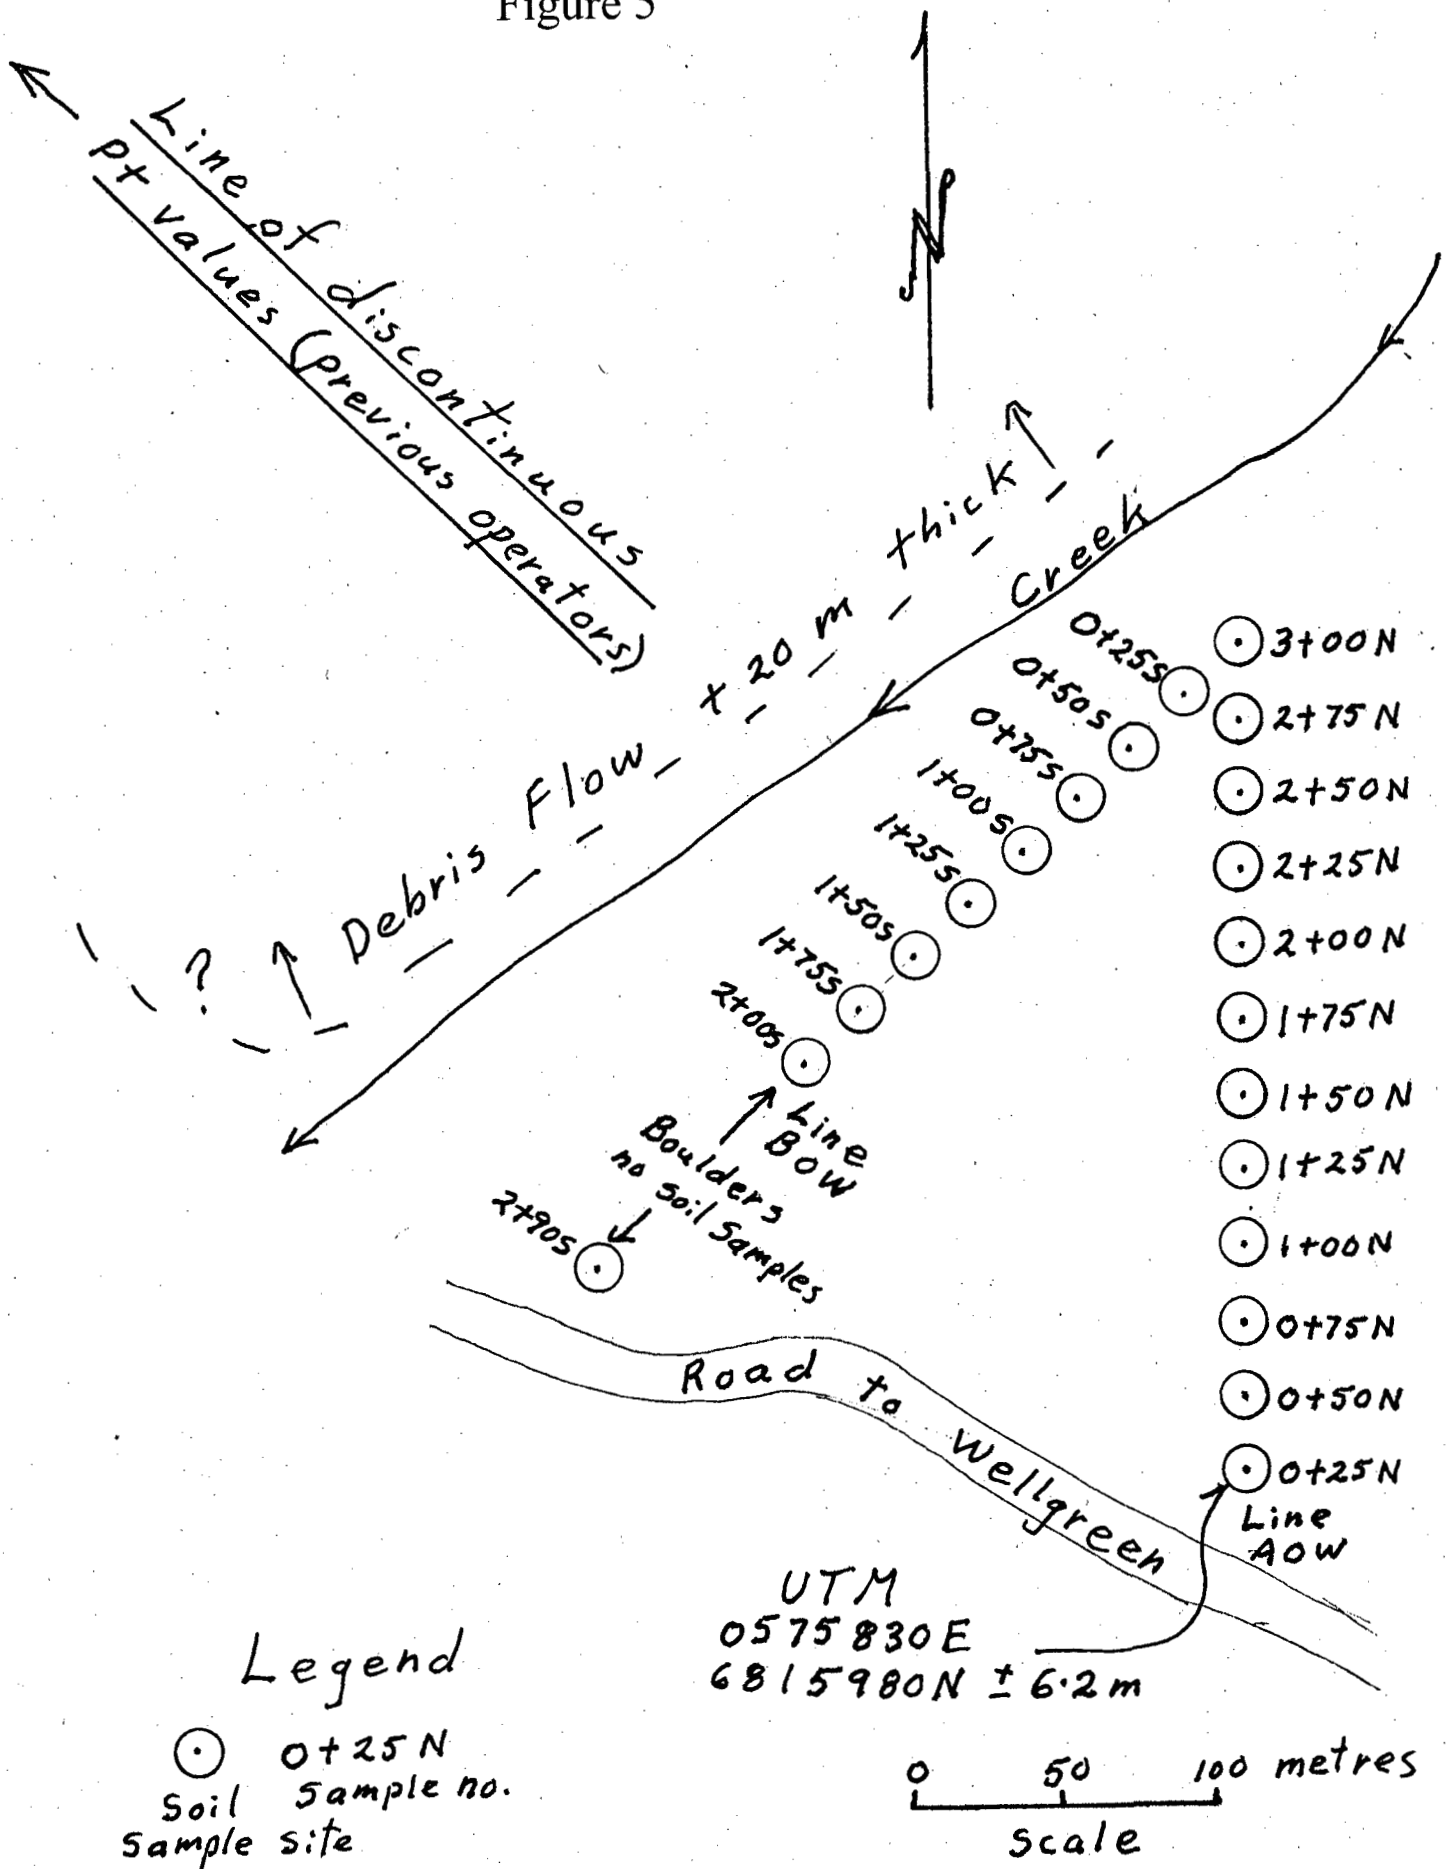 Figure 5
N
Line of discontinuous
Pt values (previous operators)
Debris Flow + 20 m thick
?
Creek
0+25S
0+50S
0+75S
1+00S
1+25S
1+50S
1+75S
2+00S
Line
BOW
Boulders
no Soil Samples
2+90S
3+00N
2+75N
2+50N
2+25N
2+00N
1+75N
1+50N
1+25N
1+00N
0+75N
0+50N
0+25N
Line
AOW
Road to Wellgreen
UTM
0575830E
6815980N ± 6.2m
Legend
0+25N
Soil Sample no.
Sample site
0 50 100 metres
Scale